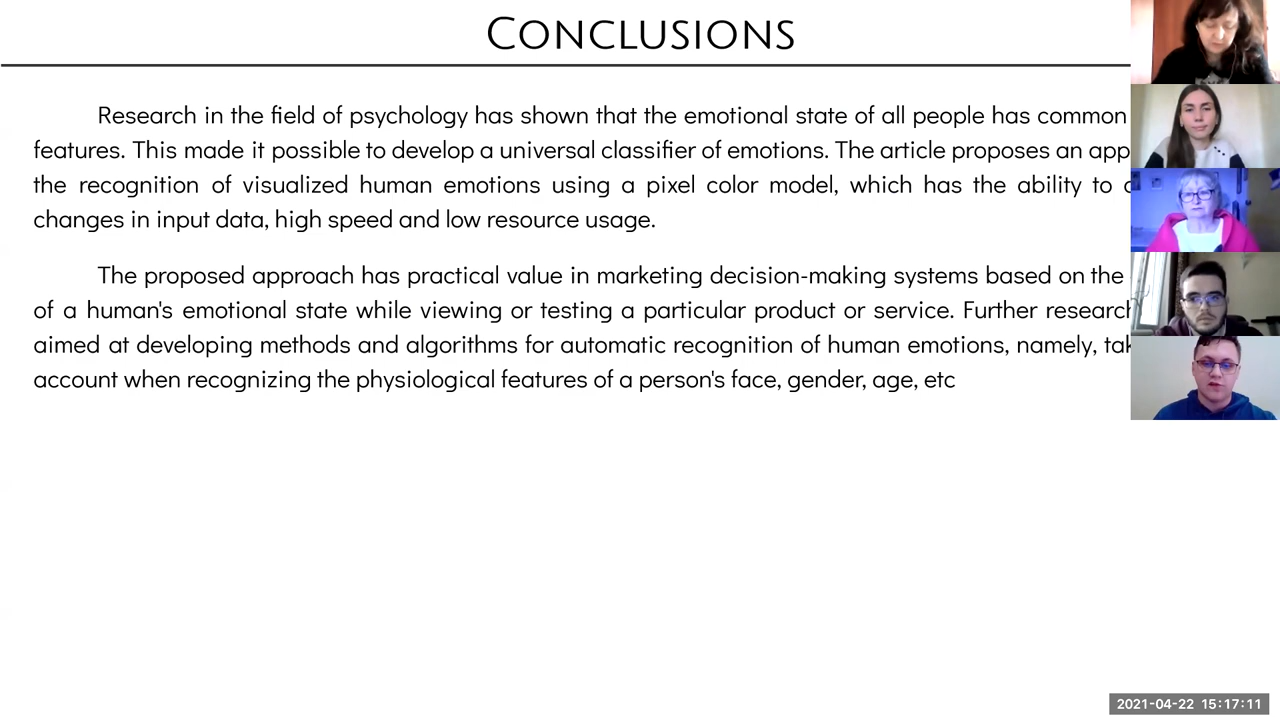 CONCLUSIONS
Research in the field of psychology has shown that the emotional state of all people has common
features. This made it possible to develop a universal classifier of emotions. The article proposes an
the recognition of visualized human emotions using a pixel color model, which has the ability to
changes in input data, high speed and low resource usage.
The proposed approach has practical value in marketing decision-making systems based on the
of a human's emotional state while viewing or testing a particular product or service. Further
aimed at developing methods and algorithms for automatic recognition of human emotions, namely,
account when recognizing the physiological features of a person's face, gender, age, etc
2021-04-22 15:17:11